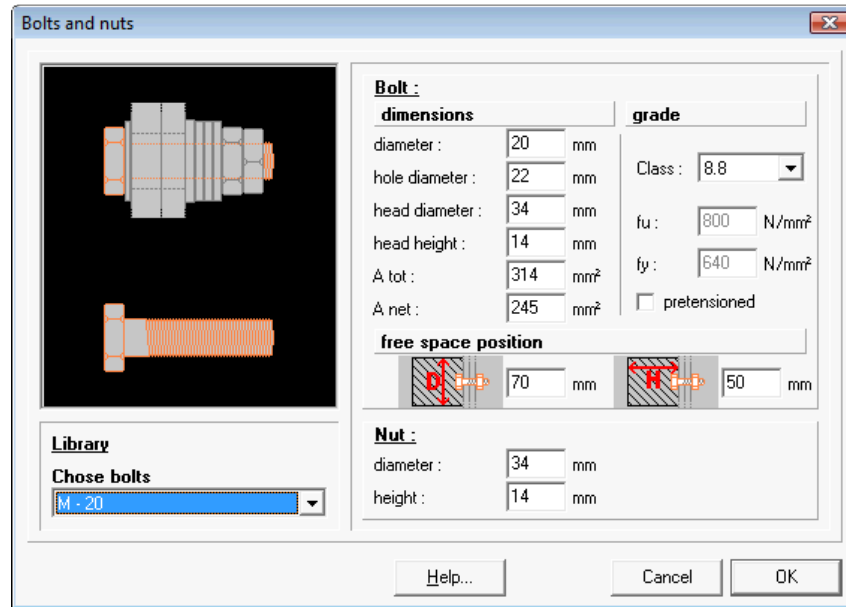 Bolts and nuts
Bolt :
dimensions grade
diameter : 20 mm
hole diameter : 22 mm
head diameter : 34 mm
head height : 14 mm
A tot : 314 mm²
A net : 245 mm²
Class : 8.8
fu : 800 N/mm²
fy : 640 N/mm²
pretensioned
free space position
D 70 mm H 50 mm
Library
Chose bolts
M - 20
Nut :
diameter : 34 mm
height : 14 mm
Help... Cancel OK